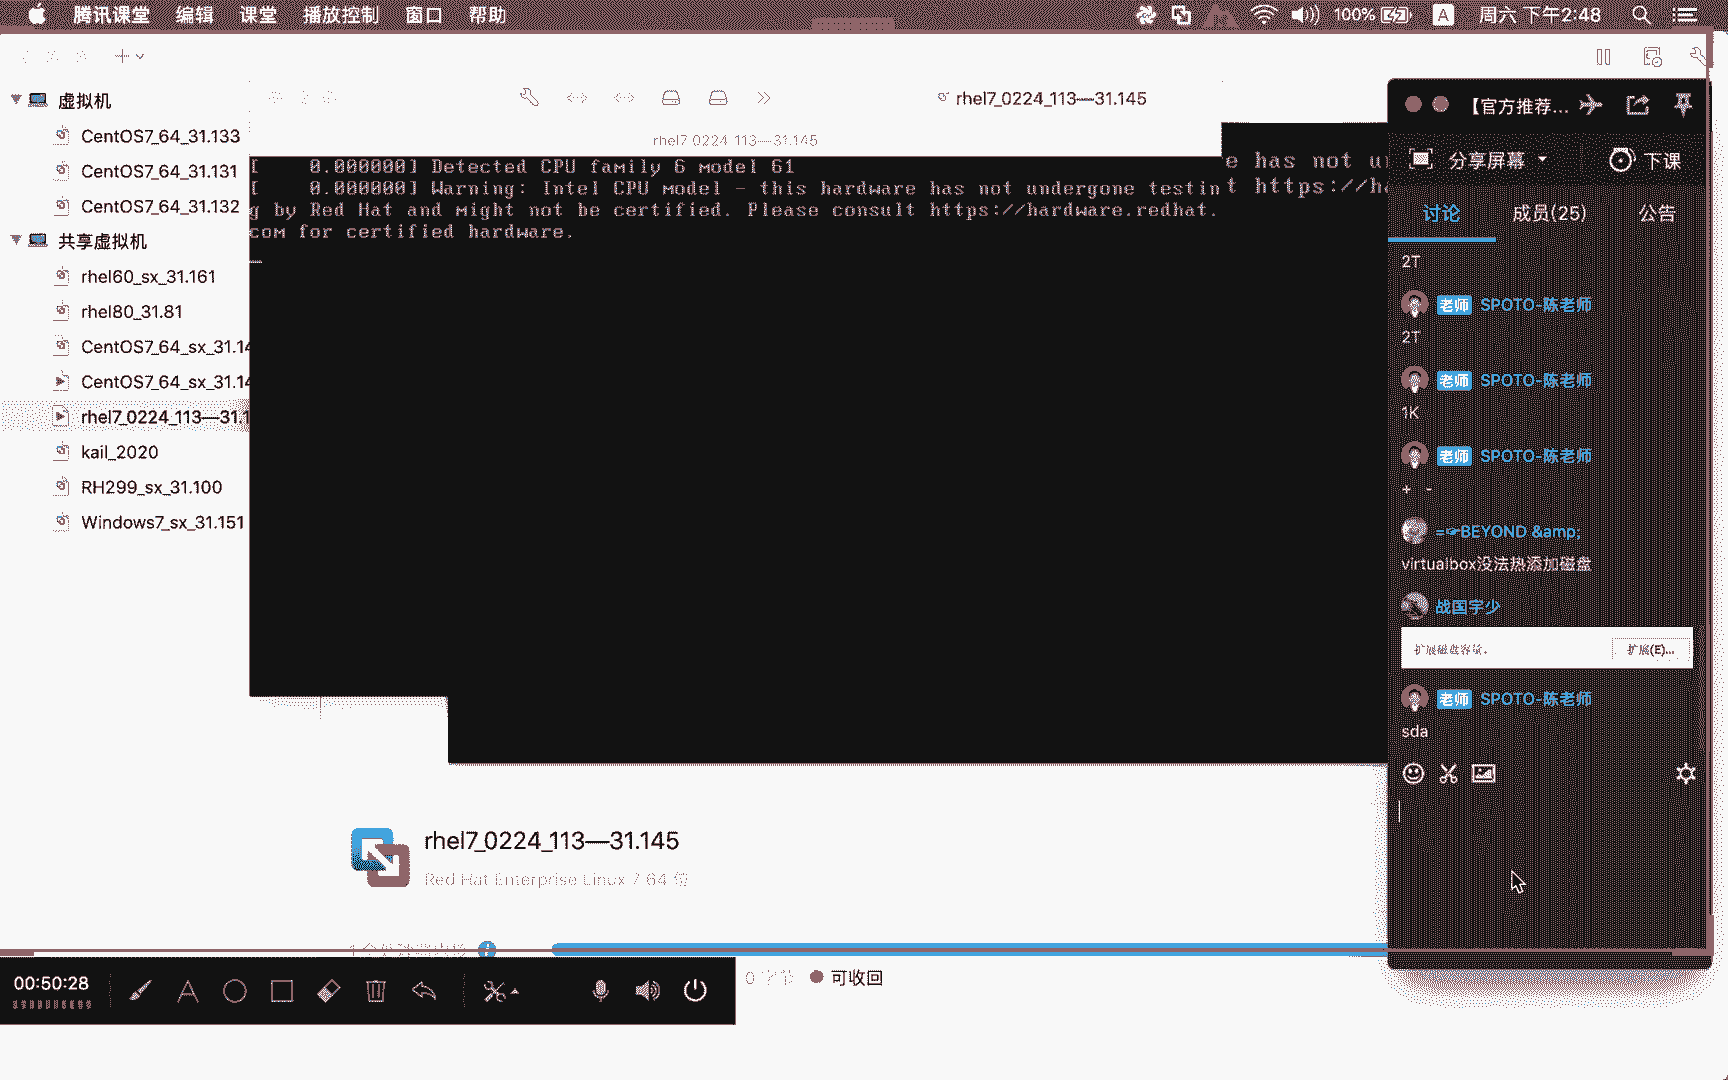 腾讯课堂 编辑 课堂 播放控制 窗口 帮助
100% A 周六 下午2:48
虚拟机
CentOS7_64_31.133
CentOS7_64_31.131
CentOS7_64_31.132
共享虚拟机
rhel60_sx_31.161
rhel80_31.81
CentOS7_64_sx_31.14
CentOS7_64_sx_31.14
rhel7_0224_113—31.1
kail_2020
RH299_sx_31.100
Windows7_sx_31.151
rhel7_0224_113—31.145
rhel7_0224_113—31.145
[    0.000000] Detected CPU family 6 model 61
[    0.000000] Warning: Intel CPU model - this hardware has not undergone testin
g by Red Hat and might not be certified. Please consult https://hardware.redhat.
com for certified hardware.
e has not u
t https://h
rhel7_0224_113—31.145
Red Hat Enterprise Linux 7 64 位
【官方推荐...
分享屏幕 下课
讨论 成员(25) 公告
2T
老师 SPOTO-陈老师
2T
老师 SPOTO-陈老师
1K
老师 SPOTO-陈老师
+ -
=☞BEYOND &amp;
virtualbox没法热添加磁盘
战国宇少
扩展磁盘容量。 扩展(E)...
老师 SPOTO-陈老师
sda
00:50:28
0 字节 可收回